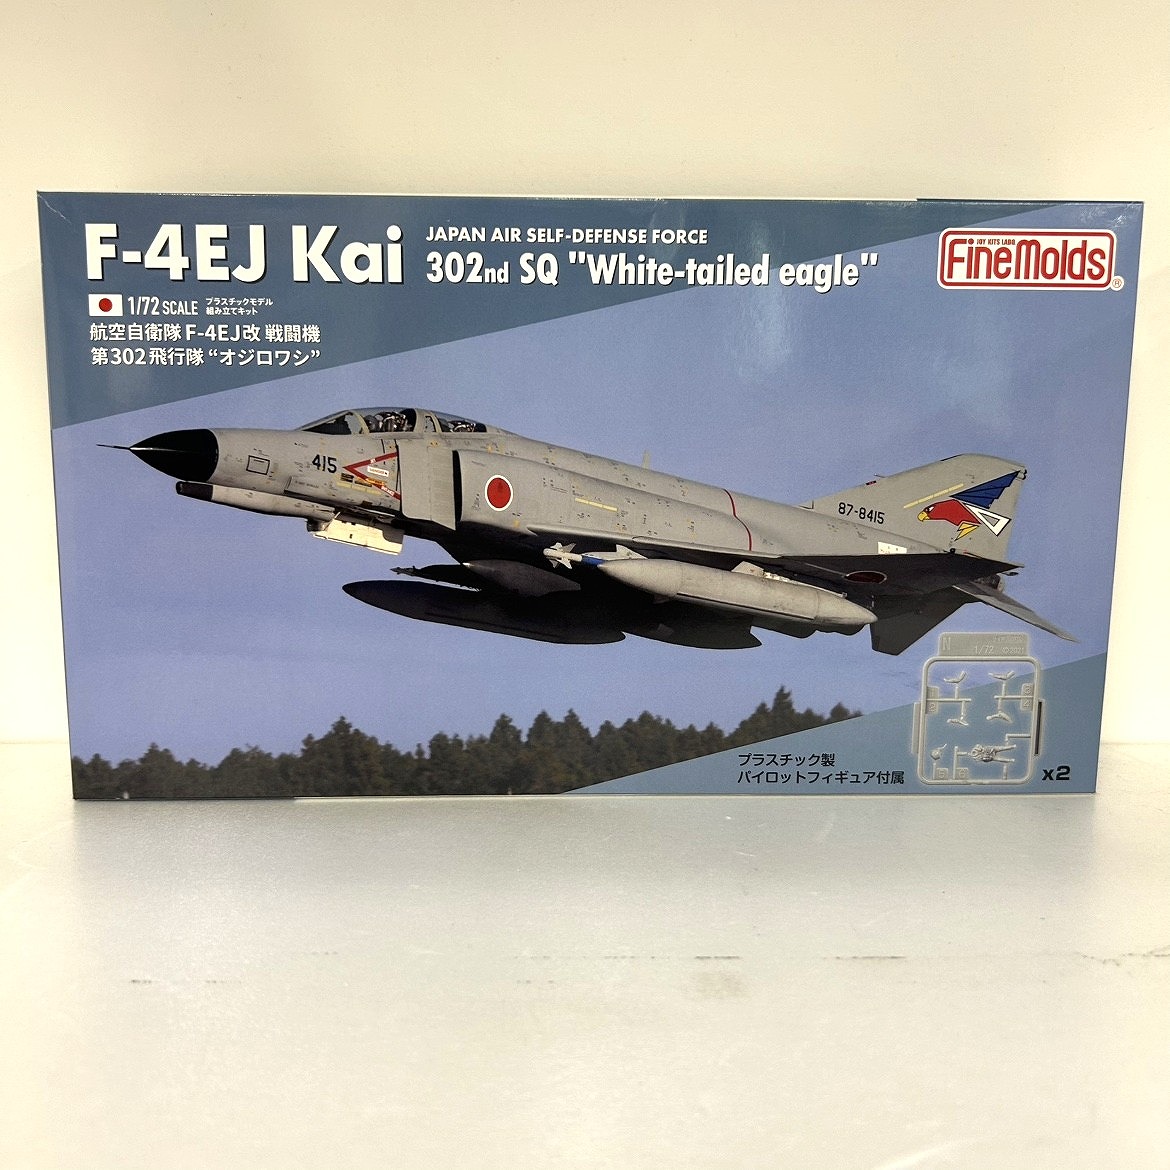 F-4EJ Kai
JAPAN AIR SELF-DEFENSE FORCE
302nd SQ "White-tailed eagle"
JOY KITS LABO
FineMolds
®
1/72 SCALE
プラスチックモデル
組み立てキット
航空自衛隊 F-4EJ改 戦闘機
第302飛行隊 “オジロワシ”
415
87-8415
N
1/72 ©2021
プラスチック製
パイロットフィギュア付属
x2